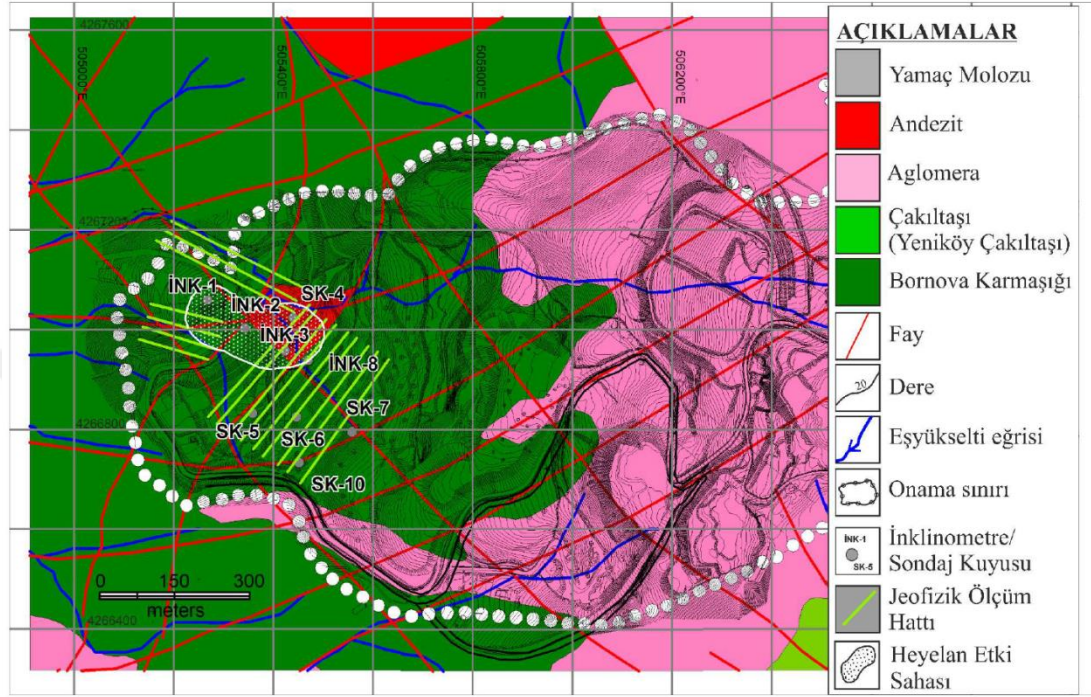 4267600
505000°E
505400°E
505800°E
506200°E
4267200
İNK-1
İNK-2
SK-4
İNK-3
İNK-8
SK-7
4266800
SK-5
SK-6
SK-10
0 150 300
meters
4266400
AÇIKLAMALAR
Yamaç Molozu
Andezit
Aglomera
Çakıltaşı
(Yeniköy Çakıltaşı)
Bornova Karmaşığı
Fay
20
Dere
Eşyükselti eğrisi
Onama sınırı
İNK-1
SK-5
İnklinometre/
Sondaj Kuyusu
Jeofizik Ölçüm
Hattı
Heyelan Etki
Sahası